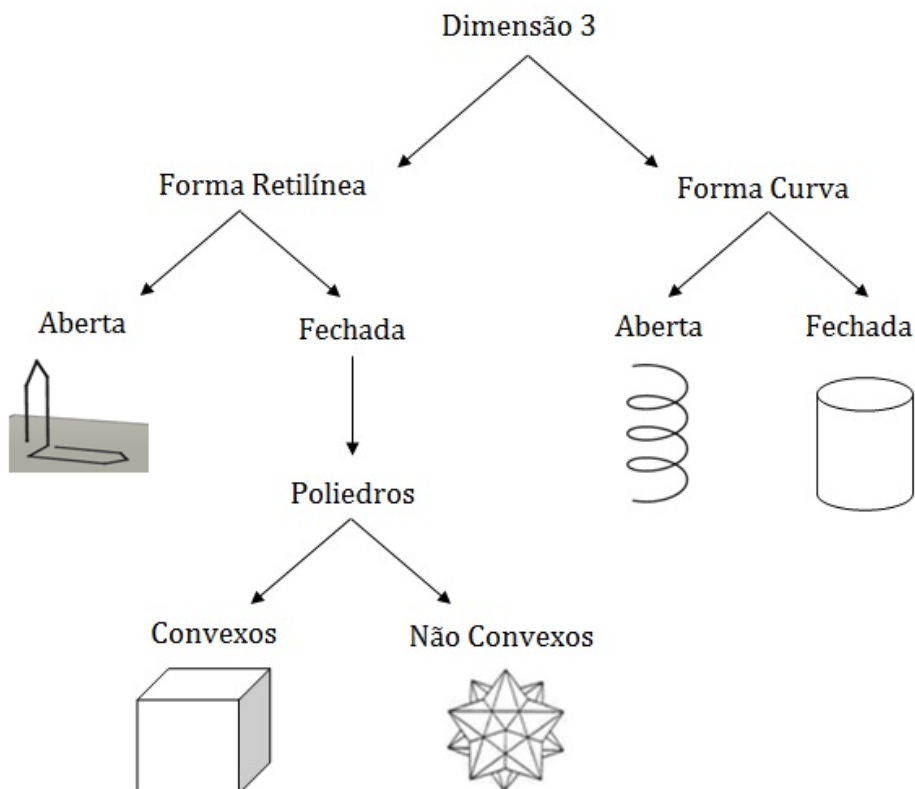 Dimensão 3
Forma Retilínea
Forma Curva
Aberta
Fechada
Aberta
Fechada
Poliedros
Convexos
Não Convexos